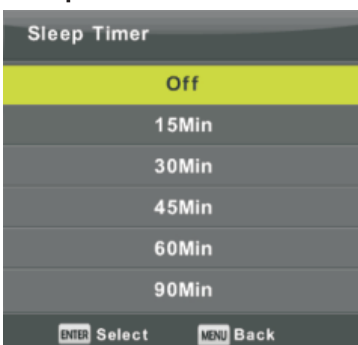 Sleep Timer
Off
15Min
30Min
45Min
60Min
90Min
ENTER Select MENU Back